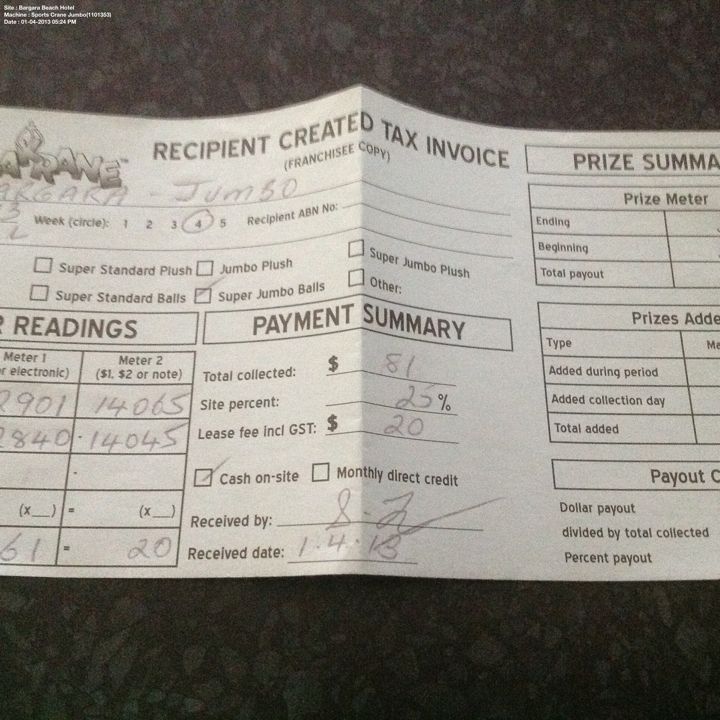 Site : Bargara Beach Hotel
Machine : Sports Crane Jumbo(1101353)
Date : 01-04-2013 05:24 PM
RECIPIENT CREATED TAX INVOICE
(FRANCHISEE COPY)
ARGARA - JUMBO
Week (circle): 1 2 3 4 5 Recipient ABN No:
Super Standard Plush Jumbo Plush Super Jumbo Plush
Super Standard Balls Super Jumbo Balls Other:
R READINGS
Meter 1 Meter 2
r electronic) ($1, $2 or note)
2901 14065
2840 14045
(x__) = (x__)
61 = 20
PAYMENT SUMMARY
Total collected: $ 81
Site percent: 25%
Lease fee incl GST: $ 20
Cash on-site Monthly direct credit
Received by:
Received date: 1.4.13
PRIZE SUMMA
Prize Meter
Ending
Beginning
Total payout
Prizes Adde
Type Me
Added during period
Added collection day
Total added
Payout C
Dollar payout
divided by total collected
Percent payout